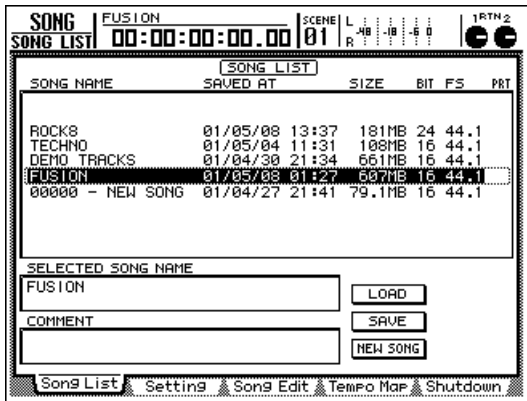 SONG FUSION SCENE L 1RTN2
SONG LIST 00:00:00:00.00 01 R -48 -18 -6 0
SONG LIST
SONG NAME SAVED AT SIZE BIT FS PRT
ROCK8 01/05/08 13:37 181MB 24 44.1
TECHNO 01/05/04 11:31 108MB 16 44.1
DEMO TRACKS 01/04/30 21:34 661MB 16 44.1
FUSION 01/05/08 01:27 607MB 16 44.1
00000 - NEW SONG 01/04/27 21:41 79.1MB 16 44.1
SELECTED SONG NAME
FUSION
LOAD
COMMENT
SAVE
NEW SONG
Song List Setting Song Edit Tempo Map Shutdown